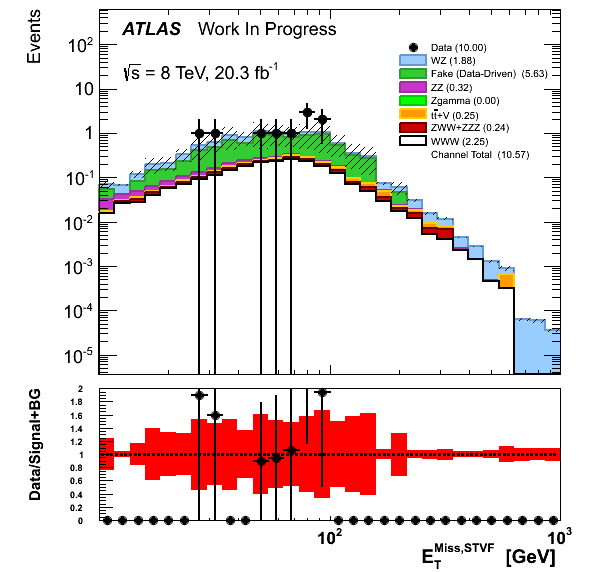 Events
ATLAS Work In Progress
√s = 8 TeV, 20.3 fb⁻¹
Data (10.00)
WZ (1.88)
Fake (Data-Driven) (5.63)
ZZ (0.32)
Zgamma (0.00)
tt̄+V (0.25)
ZWW+ZZZ (0.24)
WWW (2.25)
Channel Total (10.57)
10²
10
1
10⁻¹
10⁻²
10⁻³
10⁻⁴
10⁻⁵
Data/Signal+BG
2
1.8
1.6
1.4
1.2
1
0.8
0.6
0.4
0.2
0
10² 10³
E_T^Miss,STVF [GeV]